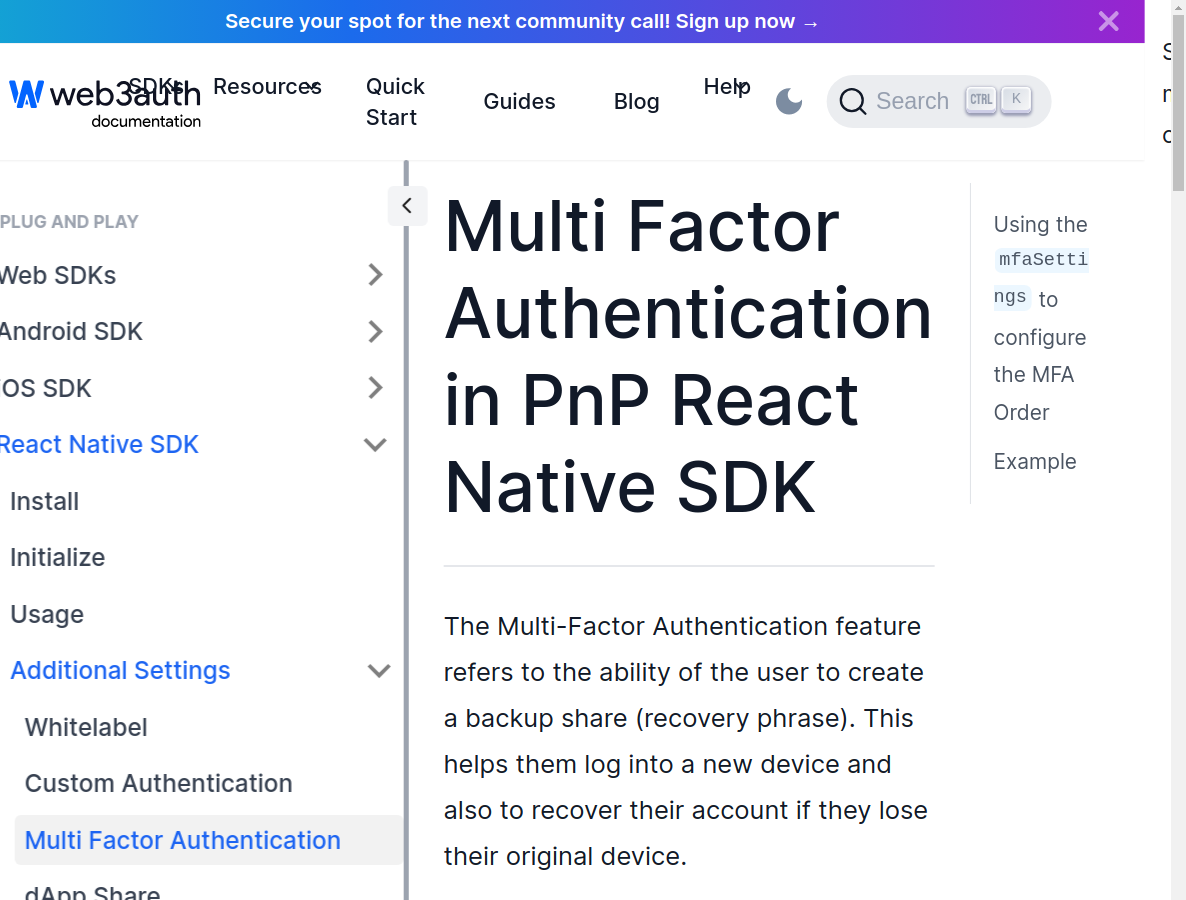 Secure your spot for the next community call! Sign up now →
web3auth
documentation
SDKs
Resources
Quick
Start
Guides
Blog
Help
Search
CTRL
K
PLUG AND PLAY
Web SDKs
Android SDK
iOS SDK
React Native SDK
Install
Initialize
Usage
Additional Settings
Whitelabel
Custom Authentication
Multi Factor Authentication
dApp Share
Multi Factor
Authentication
in PnP React
Native SDK
The Multi-Factor Authentication feature
refers to the ability of the user to create
a backup share (recovery phrase). This
helps them log into a new device and
also to recover their account if they lose
their original device.
Using the
mfaSetti
ngs to
configure
the MFA
Order
Example